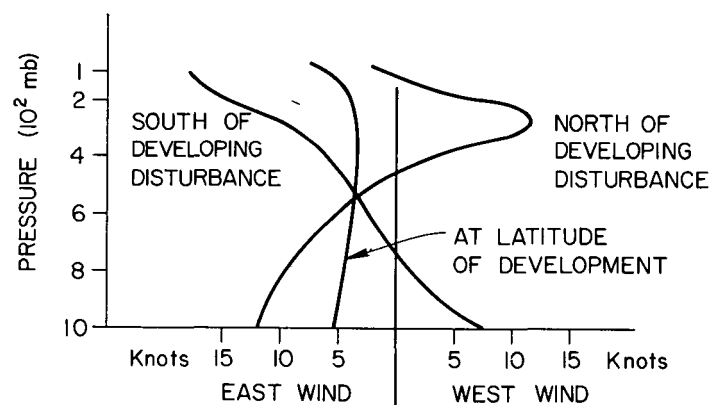 PRESSURE (10² mb)
1
2
4
6
8
10
SOUTH OF
DEVELOPING
DISTURBANCE
NORTH OF
DEVELOPING
DISTURBANCE
AT LATITUDE
OF DEVELOPMENT
Knots 15 10 5 5 10 15 Knots
EAST WIND WEST WIND